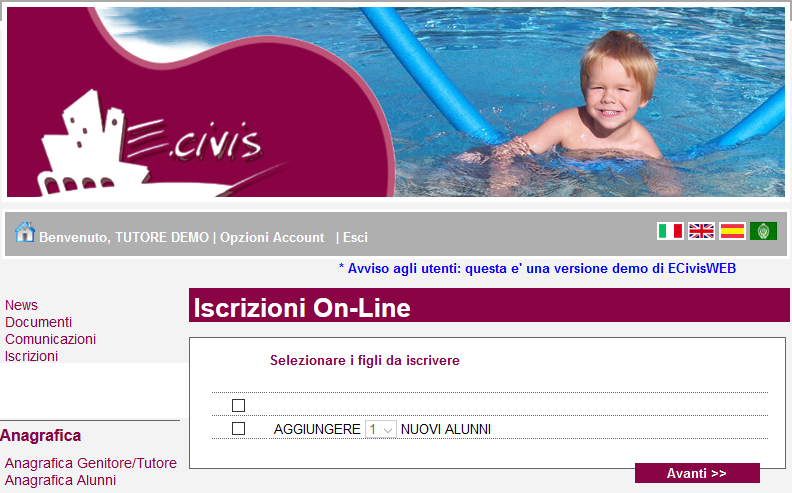 E.civis
Benvenuto, TUTORE DEMO | Opzioni Account | Esci
* Avviso agli utenti: questa e' una versione demo di ECivisWEB
News
Documenti
Comunicazioni
Iscrizioni
Anagrafica
Anagrafica Genitore/Tutore
Anagrafica Alunni
Iscrizioni On-Line
Selezionare i figli da iscrivere
AGGIUNGERE 1 NUOVI ALUNNI
Avanti >>